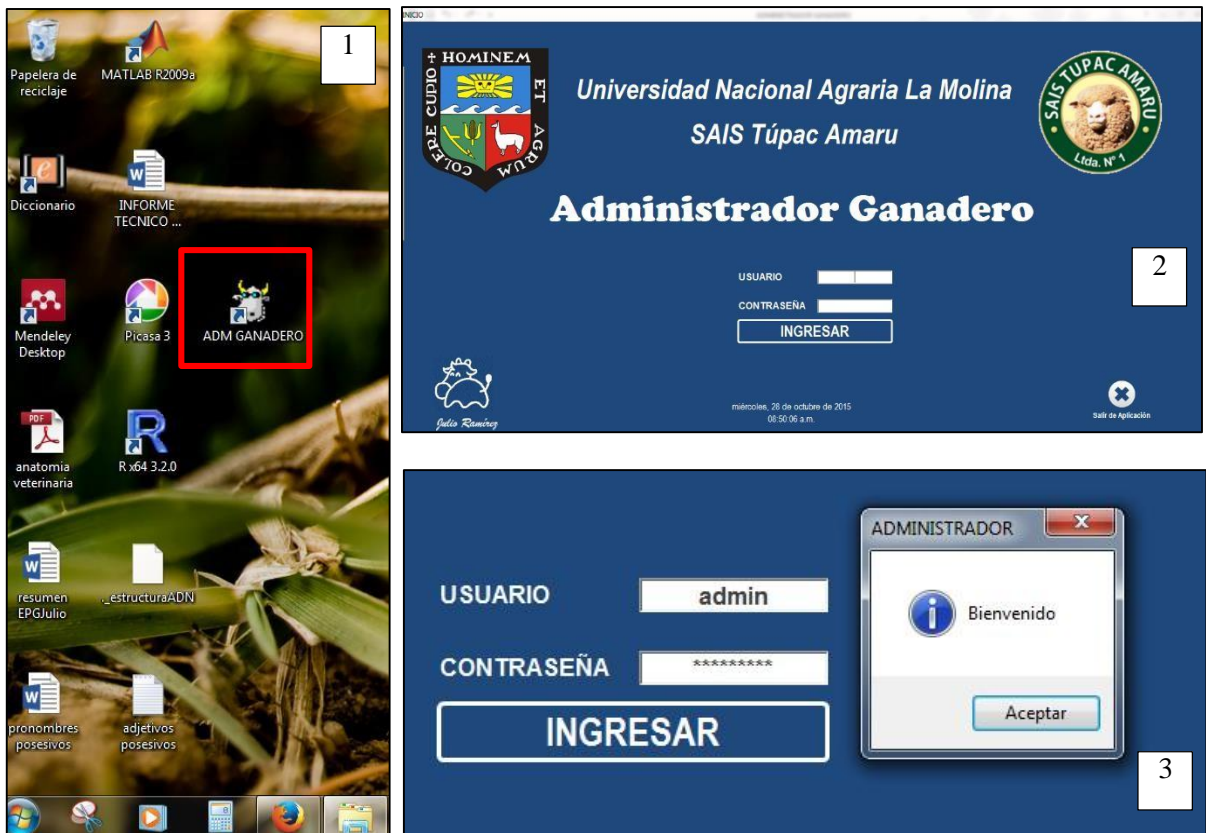 1
Papelera de
reciclaje
MATLAB R2009a
Diccionario
INFORME
TECNICO ...
Mendeley
Desktop
Picasa 3
ADM GANADERO
PDF
anatomia
veterinaria
R x64 3.2.0
resumen
EPGJulio
._estructuraADN
pronombres
posesivos
adjetivos
posesivos
INICIO
COLERE CUPIO + HOMINEM ET AGRUM
Universidad Nacional Agraria La Molina
SAIS Túpac Amaru
SAIS TUPAC AMARU
Ltda. N° 1
Administrador Ganadero
2
USUARIO
CONTRASEÑA
INGRESAR
Julio Ramírez
miércoles, 28 de octubre de 2015
08:50:06 a.m.
Salir de Aplicación
USUARIO
admin
CONTRASEÑA
*********
INGRESAR
ADMINISTRADOR
Bienvenido
Aceptar
3